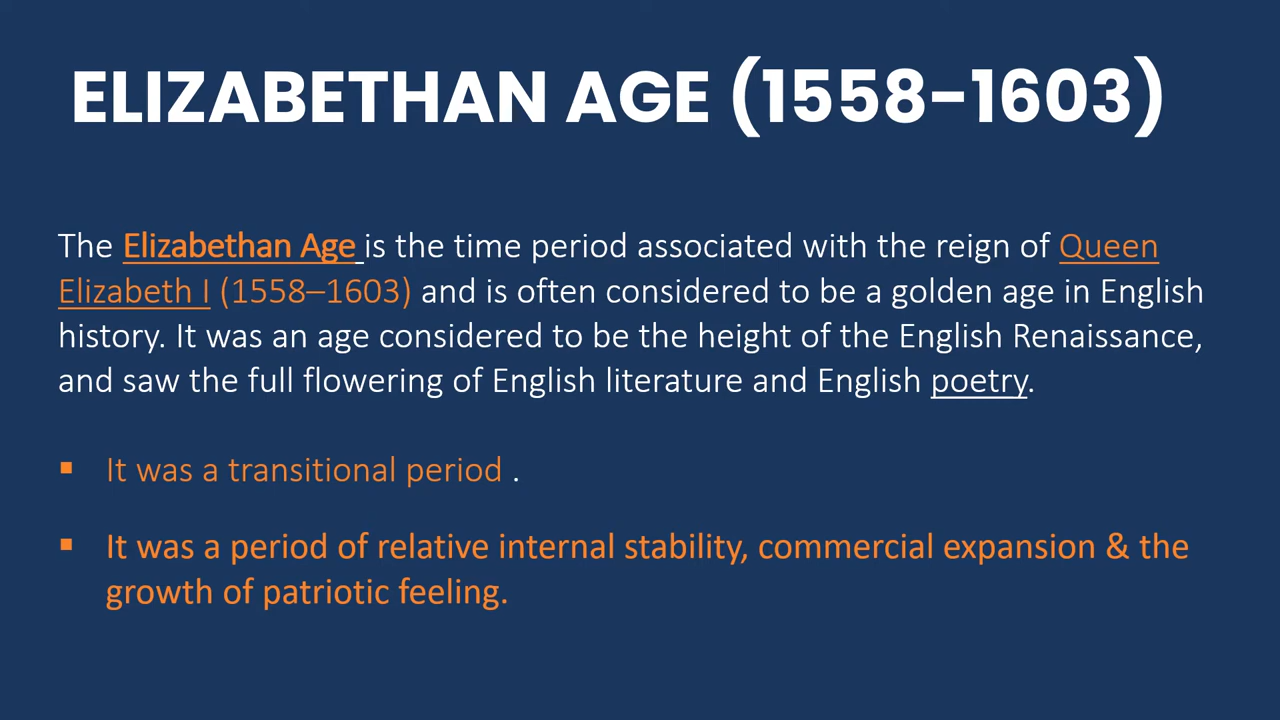 ELIZABETHAN AGE (1558-1603)
The Elizabethan Age is the time period associated with the reign of Queen
Elizabeth I (1558–1603) and is often considered to be a golden age in English
history. It was an age considered to be the height of the English Renaissance,
and saw the full flowering of English literature and English poetry.
▪ It was a transitional period .
▪ It was a period of relative internal stability, commercial expansion & the
growth of patriotic feeling.